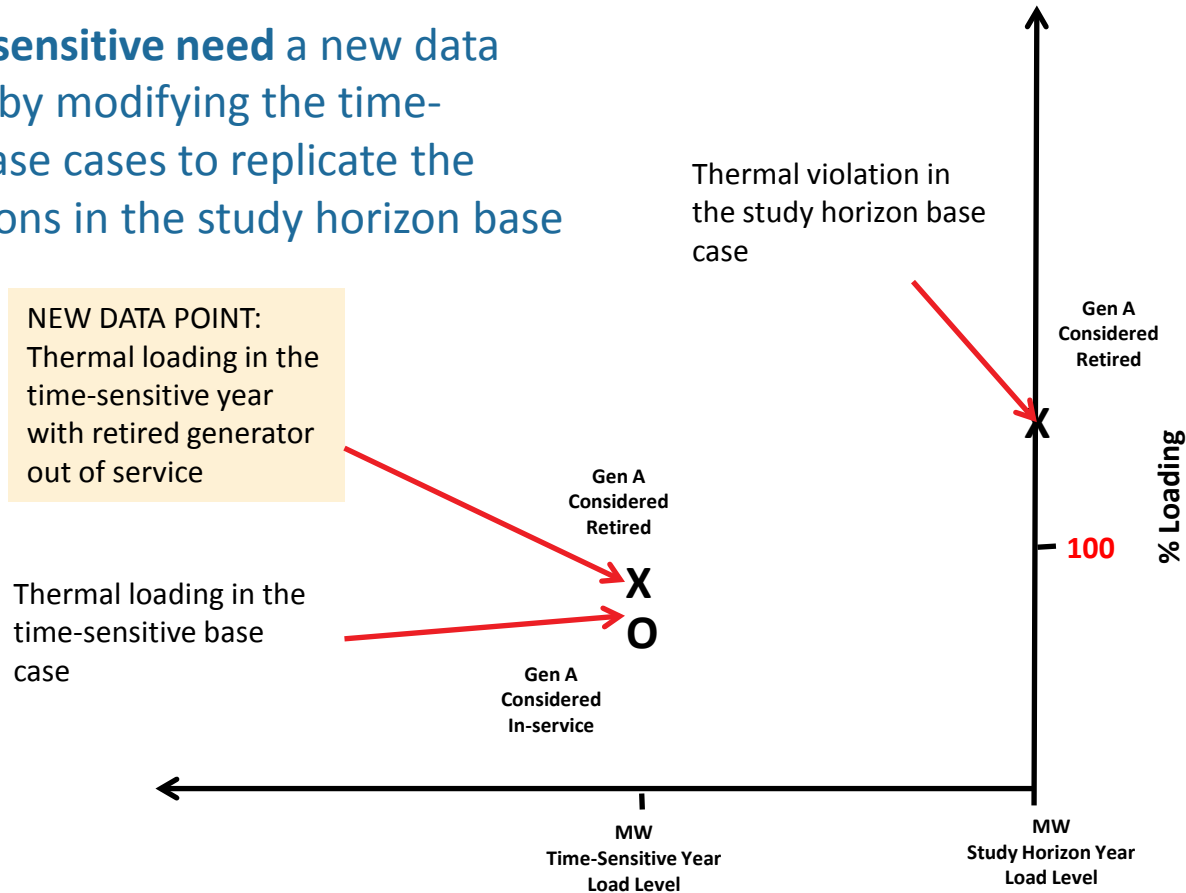 sensitive need a new data
by modifying the time-
ase cases to replicate the
ons in the study horizon base
Thermal violation in
the study horizon base
case
NEW DATA POINT:
Thermal loading in the
time-sensitive year
with retired generator
out of service
Gen A
Considered
Retired
X
% Loading
100
Gen A
Considered
Retired
X
Thermal loading in the
time-sensitive base
case
O
Gen A
Considered
In-service
MW
Time-Sensitive Year
Load Level
MW
Study Horizon Year
Load Level